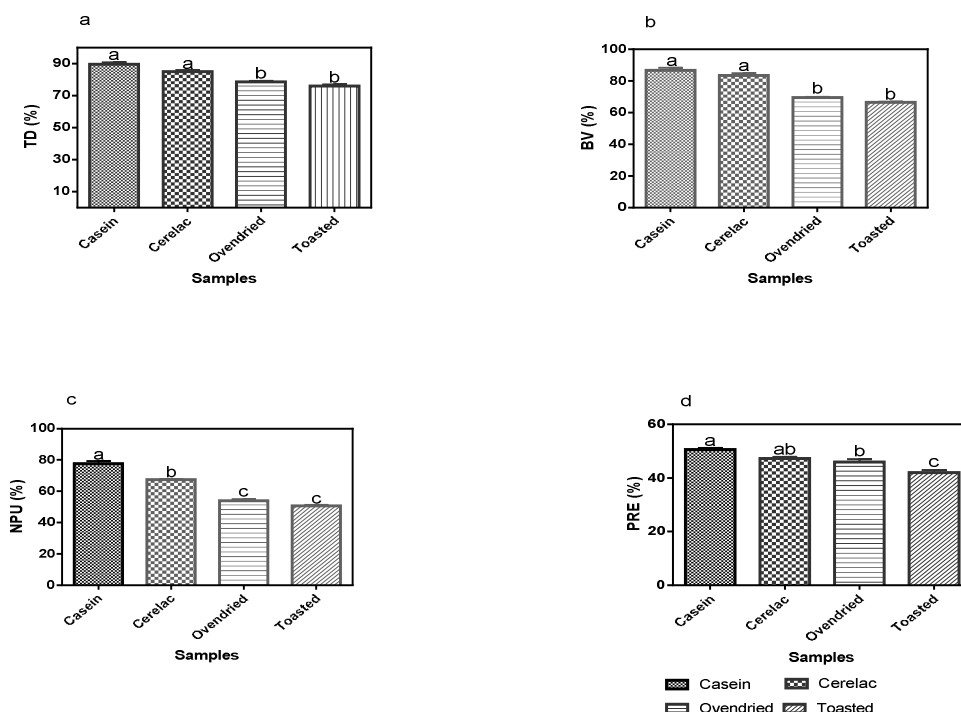 a
90
70
50
30
10
TD (%)
a
a
b
b
Casein
Cerelac
Ovendried
Toasted
Samples
b
100
80
60
40
20
0
BV (%)
a
a
b
b
Casein
Cerelac
Ovendried
Toasted
Samples
c
100
80
60
40
20
0
NPU (%)
a
b
c
c
Casein
Cerelac
Ovendried
Toasted
Samples
d
60
40
20
0
PRE (%)
a
ab
b
c
Casein
Cerelac
Ovendried
Toasted
Samples
Casein
Cerelac
Ovendried
Toasted